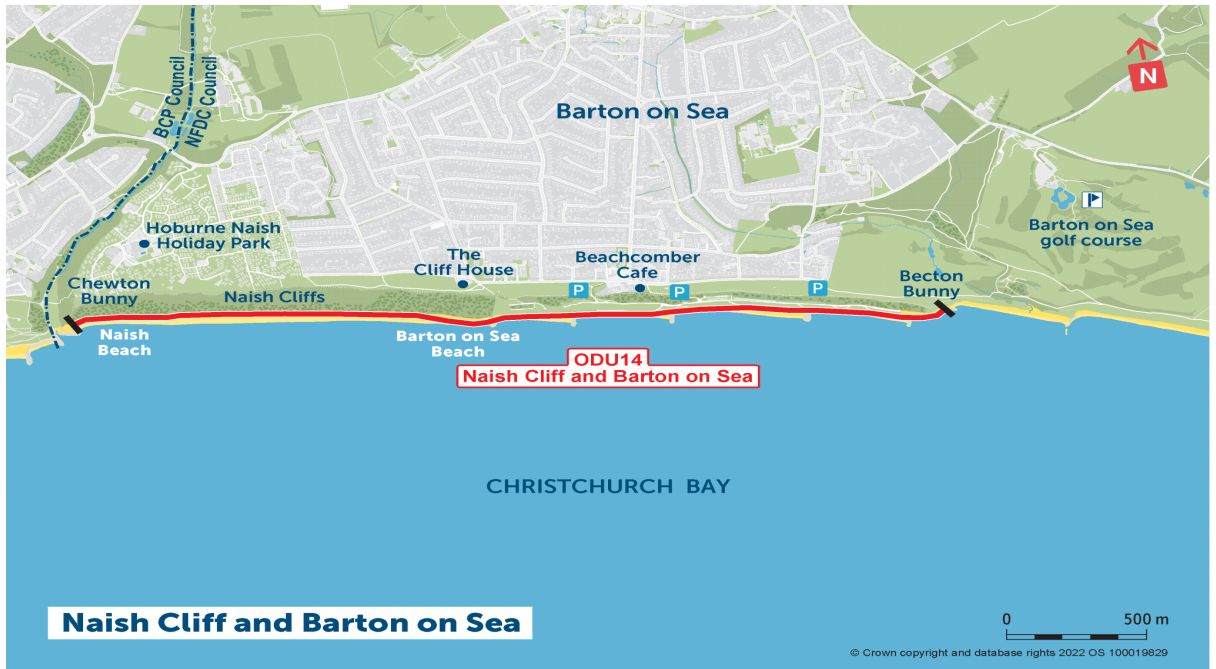 BCP Council
NFDC Council
Barton on Sea
N
Hoburne Naish
Holiday Park
The
Cliff House
Beachcomber
Cafe
Barton on Sea
golf course
Chewton
Bunny
Naish Cliffs
P
P
P
Becton
Bunny
Naish
Beach
Barton on Sea
Beach
ODU14
Naish Cliff and Barton on Sea
CHRISTCHURCH BAY
Naish Cliff and Barton on Sea
0 500 m
© Crown copyright and database rights 2022 OS 100019829